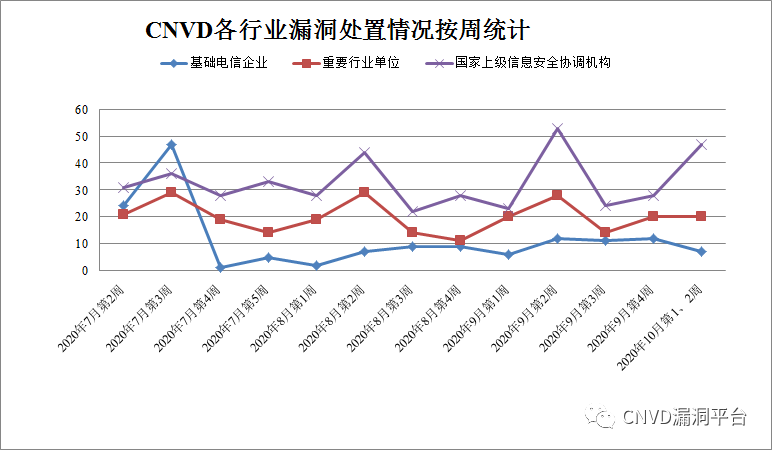 CNVD各行业漏洞处置情况按周统计
基础电信企业 重要行业单位 国家上级信息安全协调机构
60
50
40
30
20
10
0
2020年7月第2周
2020年7月第3周
2020年7月第4周
2020年7月第5周
2020年8月第1周
2020年8月第2周
2020年8月第3周
2020年8月第4周
2020年9月第1周
2020年9月第2周
2020年9月第3周
2020年9月第4周
2020年10月第1、2周
CNVD漏洞平台